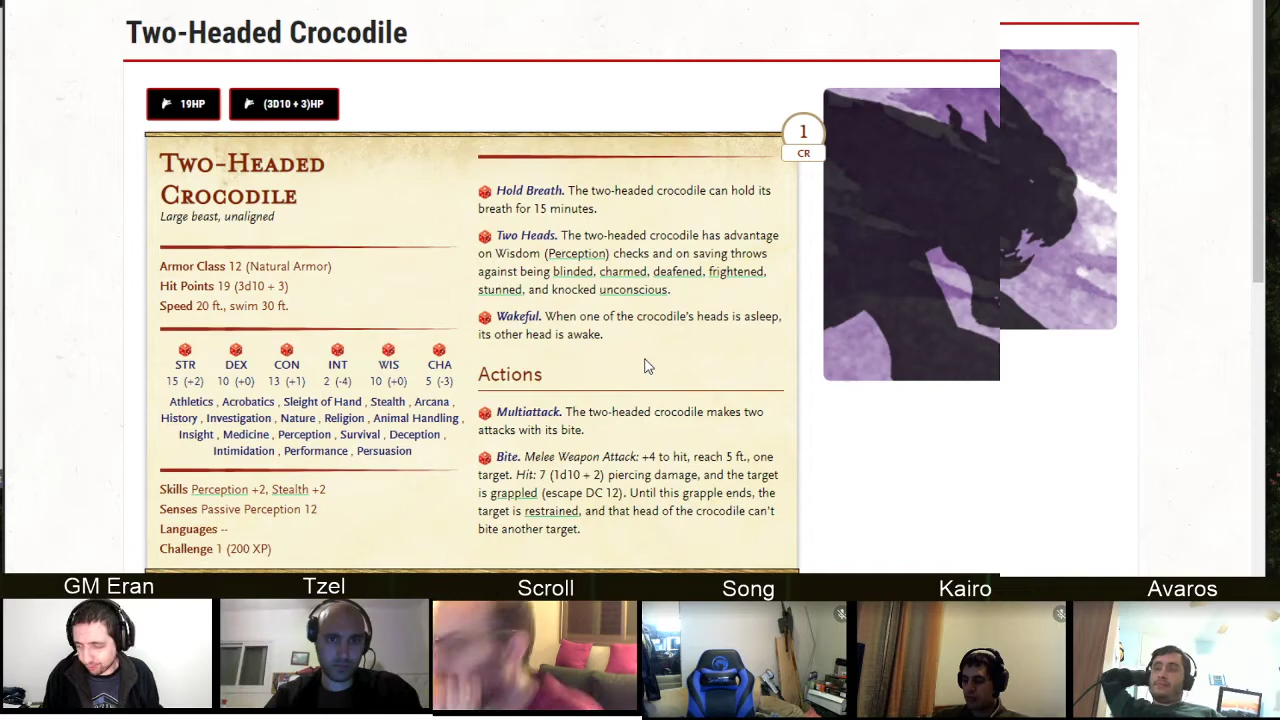 Two-Headed Crocodile
19HP
(3D10 + 3)HP
1
CR
Two-Headed
Crocodile
Large beast, unaligned
Armor Class 12 (Natural Armor)
Hit Points 19 (3d10 + 3)
Speed 20 ft., swim 30 ft.
STR DEX CON INT WIS CHA
15 (+2) 10 (+0) 13 (+1) 2 (-4) 10 (+0) 5 (-3)
Athletics , Acrobatics , Sleight of Hand , Stealth , Arcana ,
History , Investigation , Nature , Religion , Animal Handling ,
Insight , Medicine , Perception , Survival , Deception ,
Intimidation , Performance , Persuasion
Skills Perception +2, Stealth +2
Senses Passive Perception 12
Languages --
Challenge 1 (200 XP)
Hold Breath. The two-headed crocodile can hold its
breath for 15 minutes.
Two Heads. The two-headed crocodile has advantage
on Wisdom (Perception) checks and on saving throws
against being blinded, charmed, deafened, frightened,
stunned, and knocked unconscious.
Wakeful. When one of the crocodile's heads is asleep,
its other head is awake.
Actions
Multiattack. The two-headed crocodile makes two
attacks with its bite.
Bite. Melee Weapon Attack: +4 to hit, reach 5 ft., one
target. Hit: 7 (1d10 + 2) piercing damage, and the target
is grappled (escape DC 12). Until this grapple ends, the
target is restrained, and that head of the crocodile can't
bite another target.
GM Eran
Tzel
Scroll
Song
Kairo
Avaros